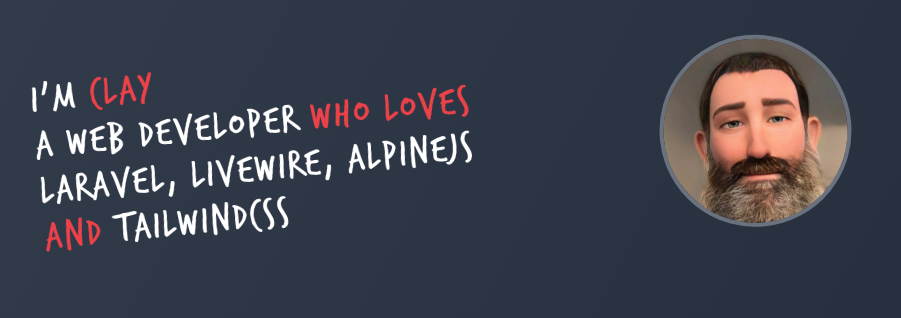 I'M CLAY
A WEB DEVELOPER WHO LOVES
LARAVEL, LIVEWIRE, ALPINEJS
AND TAILWINDCSS